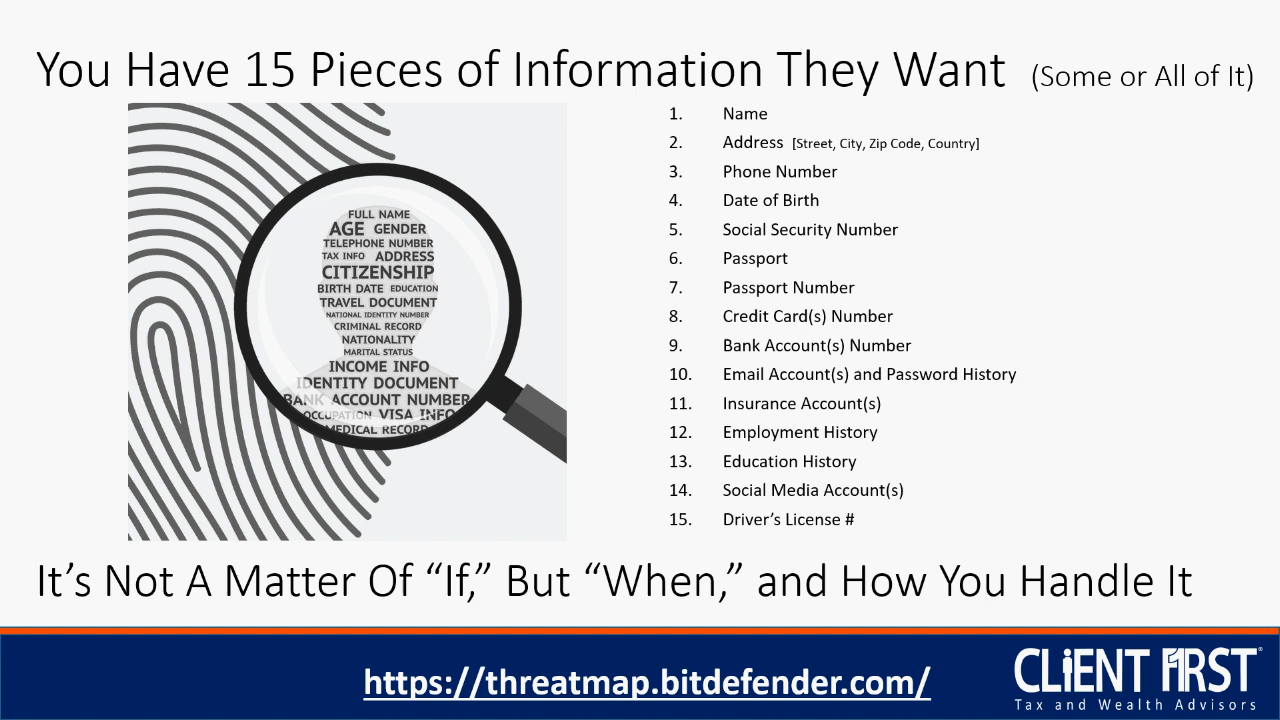 You Have 15 Pieces of Information They Want (Some or All of It)
FULL NAME
AGE GENDER
TELEPHONE NUMBER
TAX INFO ADDRESS
CITIZENSHIP
BIRTH DATE EDUCATION
TRAVEL DOCUMENT
NATIONAL IDENTITY NUMBER
CRIMINAL RECORD
NATIONALITY
MARITAL STATUS
INCOME INFO
IDENTITY DOCUMENT
BANK ACCOUNT NUMBER
OCCUPATION VISA INFO
MEDICAL RECORD
1. Name
2. Address [Street, City, Zip Code, Country]
3. Phone Number
4. Date of Birth
5. Social Security Number
6. Passport
7. Passport Number
8. Credit Card(s) Number
9. Bank Account(s) Number
10. Email Account(s) and Password History
11. Insurance Account(s)
12. Employment History
13. Education History
14. Social Media Account(s)
15. Driver’s License #
It’s Not A Matter Of “If,” But “When,” and How You Handle It
https://threatmap.bitdefender.com/
CLiENT FIRST®
Tax and Wealth Advisors